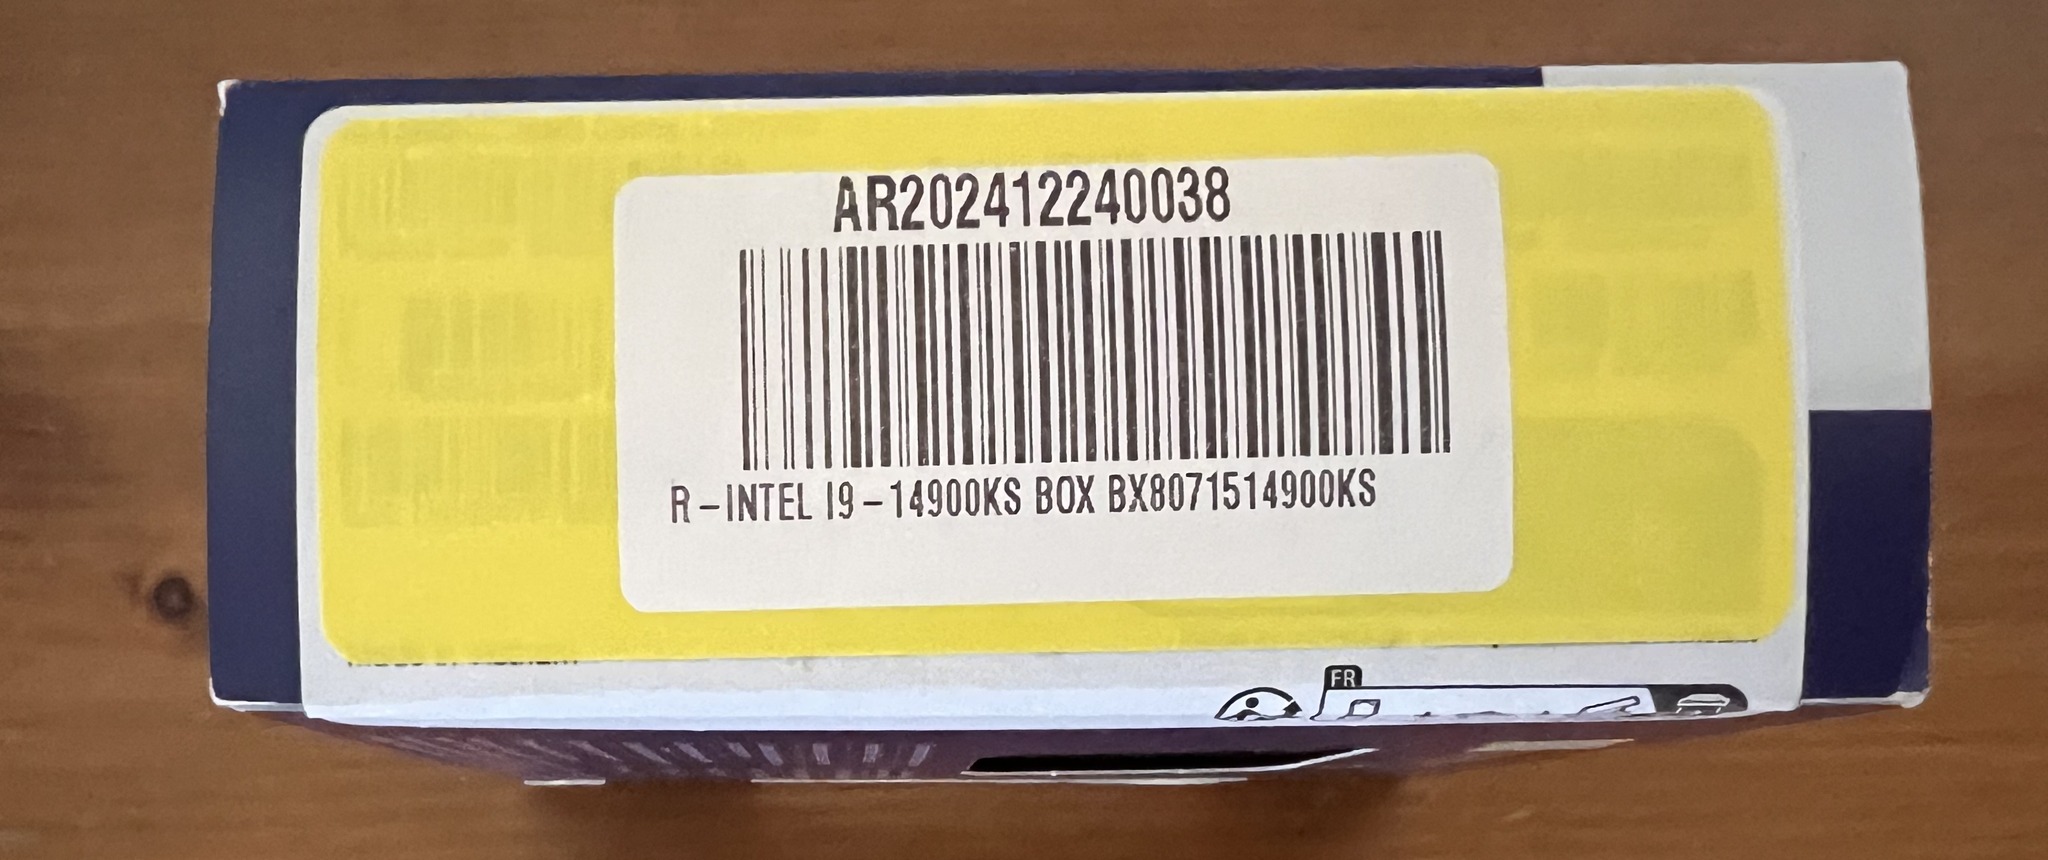 AR202412240038
R-INTEL I9-14900KS BOX BX8071514900KS
FR